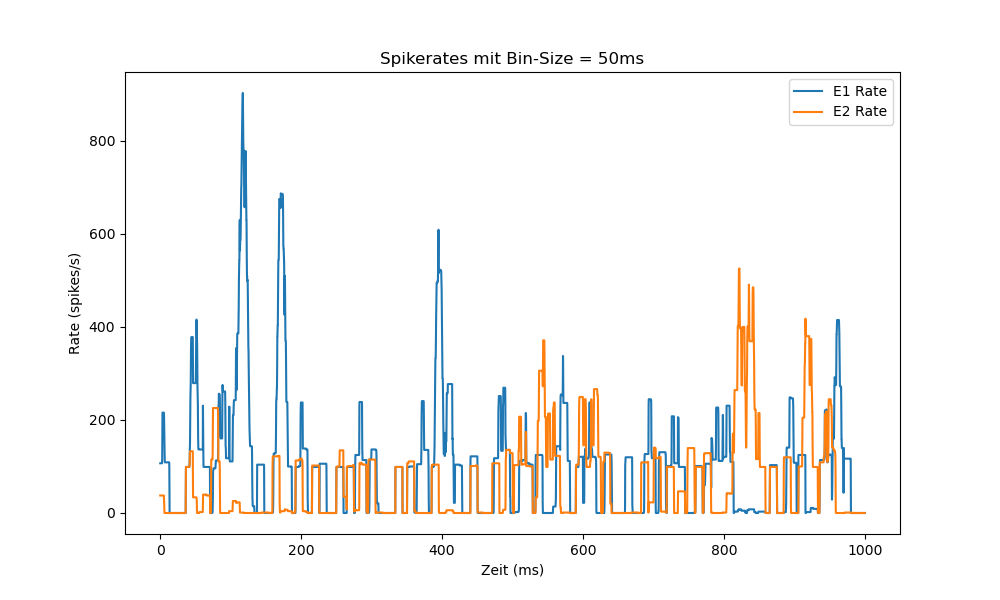 Spikerates mit Bin-Size = 50ms
E1 Rate
E2 Rate
800
600
400
200
0
Rate (spikes/s)
0 200 400 600 800 1000
Zeit (ms)